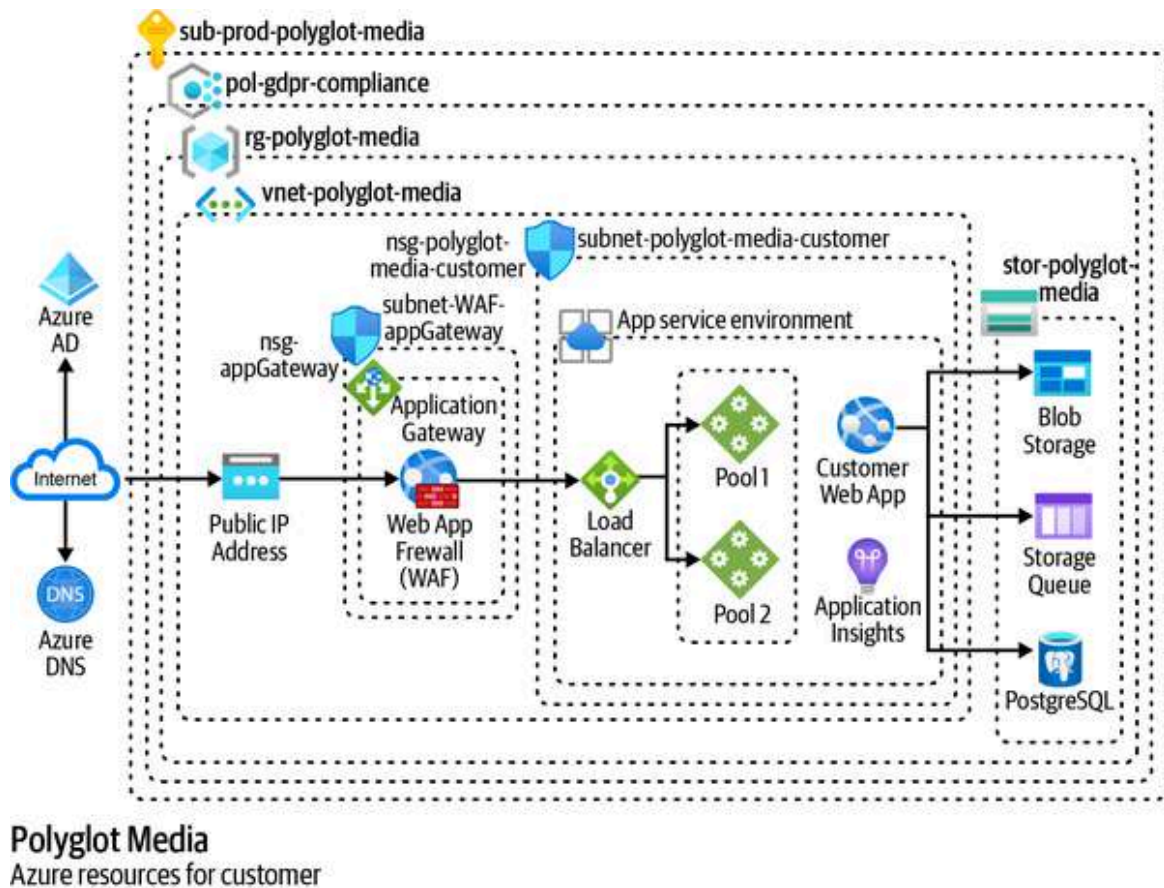 sub-prod-polyglot-media
pol-gdpr-compliance
rg-polyglot-media
vnet-polyglot-media
nsg-polyglot-
media-customer
subnet-polyglot-media-customer
stor-polyglot-
media
subnet-WAF-
appGateway
nsg-
appGateway
App service environment
Azure
AD
Application
Gateway
Internet
Public IP
Address
Web App
Firewall
(WAF)
Load
Balancer
Pool 1
Pool 2
Customer
Web App
Application
Insights
Blob
Storage
Storage
Queue
PostgreSQL
DNS
Azure
DNS
Polyglot Media
Azure resources for customer